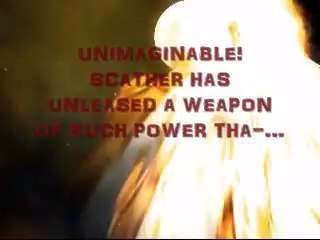 UNIMAGINABLE!
SCATHER HAS
UNLEASED A WEAPON
OF SUCH POWER THA-...